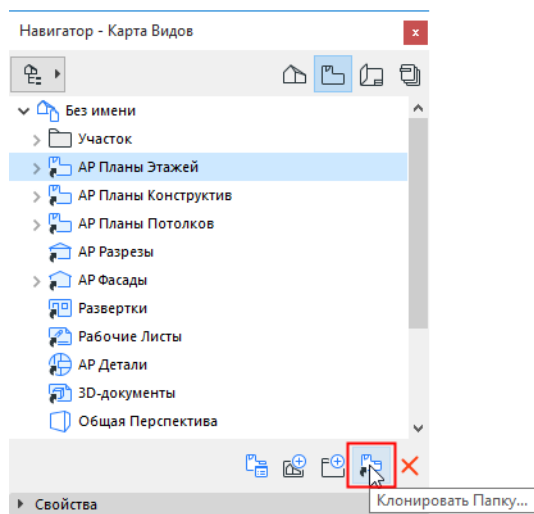 Навигатор - Карта Видов
Без имени
Участок
АР Планы Этажей
АР Планы Конструктив
АР Планы Потолков
АР Разрезы
АР Фасады
Развертки
Рабочие Листы
АР Детали
3D-документы
Общая Перспектива
Клонировать Папку...
Свойства